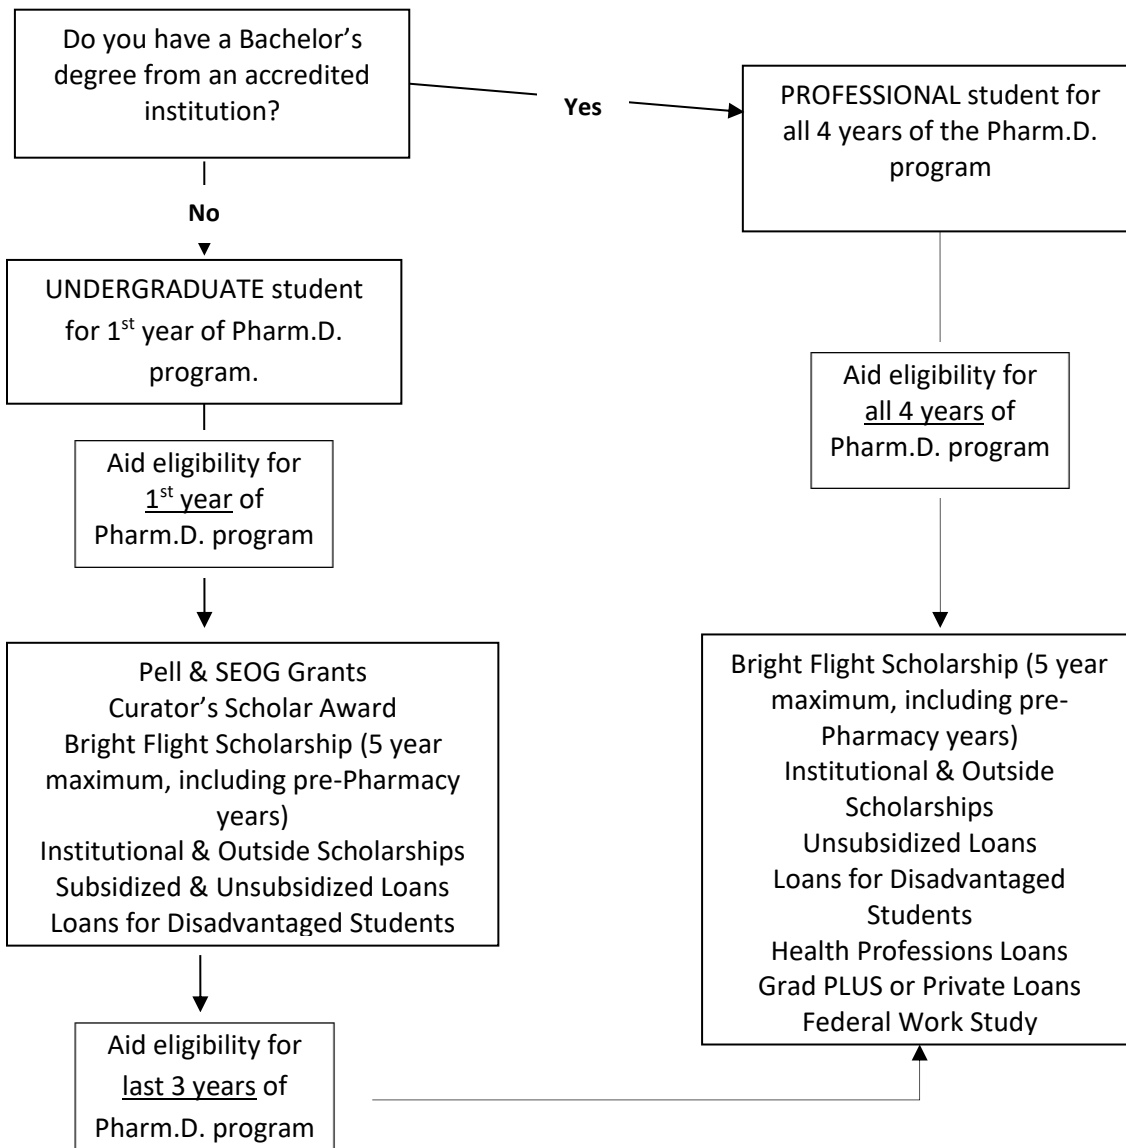 Do you have a Bachelor’s
degree from an accredited
institution?
Yes
PROFESSIONAL student for
all 4 years of the Pharm.D.
program
No
UNDERGRADUATE student
for 1st year of Pharm.D.
program.
Aid eligibility for
all 4 years of
Pharm.D. program
Aid eligibility for
1st year of
Pharm.D. program
Pell & SEOG Grants
Curator’s Scholar Award
Bright Flight Scholarship (5 year
maximum, including pre-Pharmacy
years)
Institutional & Outside Scholarships
Subsidized & Unsubsidized Loans
Loans for Disadvantaged Students
Bright Flight Scholarship (5 year
maximum, including pre-
Pharmacy years)
Institutional & Outside
Scholarships
Unsubsidized Loans
Loans for Disadvantaged
Students
Health Professions Loans
Grad PLUS or Private Loans
Federal Work Study
Aid eligibility for
last 3 years of
Pharm.D. program